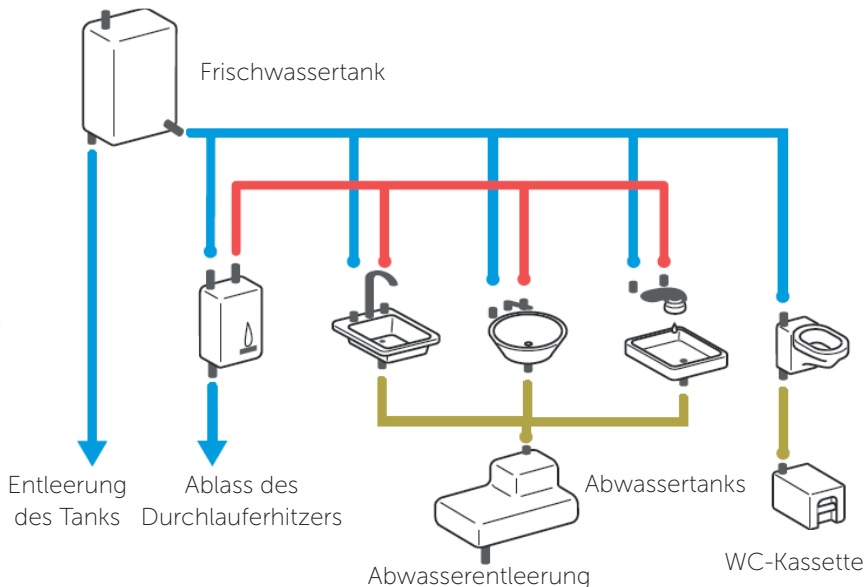 Frischwassertank
Entleerung
des Tanks
Ablass des
Durchlauferhitzers
Abwassertanks
Abwasserentleerung
WC-Kassette